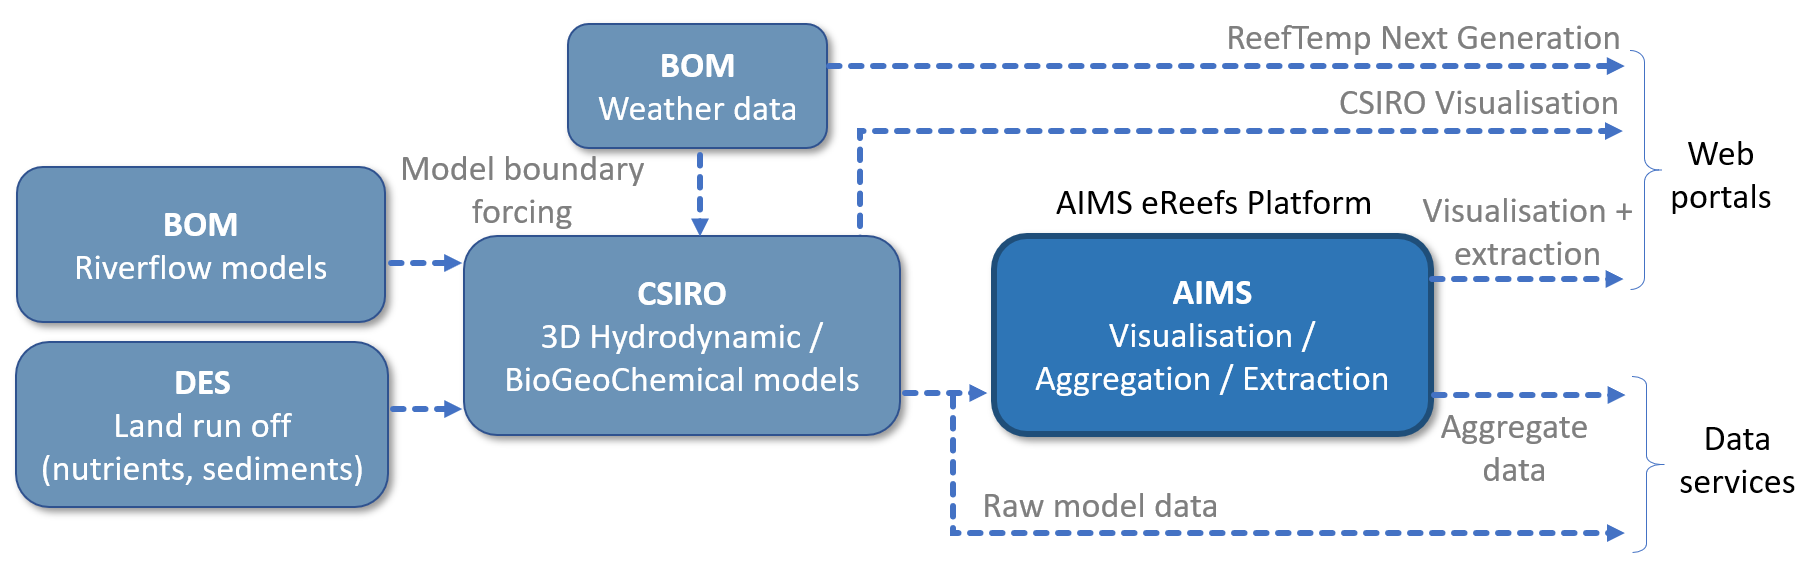 ReefTemp Next Generation
BOM
Weather data
CSIRO Visualisation
Model boundary
forcing
Web
portals
BOM
Riverflow models
AIMS eReefs Platform
Visualisation +
extraction
CSIRO
3D Hydrodynamic /
BioGeoChemical models
AIMS
Visualisation /
Aggregation / Extraction
DES
Land run off
(nutrients, sediments)
Aggregate
data
Data
services
Raw model data